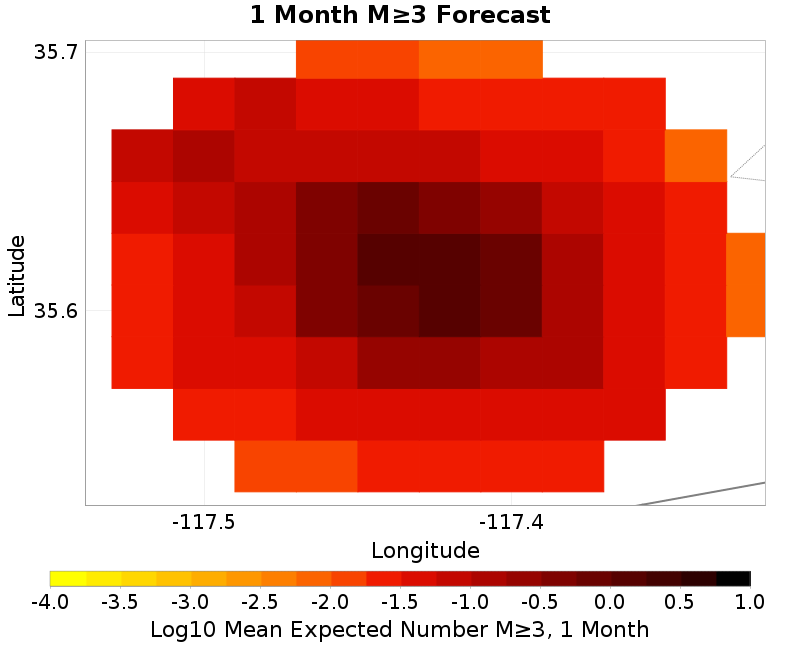 1 Month M≥3 Forecast
35.7
35.6
Latitude
-117.5 -117.4
Longitude
-4.0 -3.5 -3.0 -2.5 -2.0 -1.5 -1.0 -0.5 0.0 0.5 1.0
Log10 Mean Expected Number M≥3, 1 Month